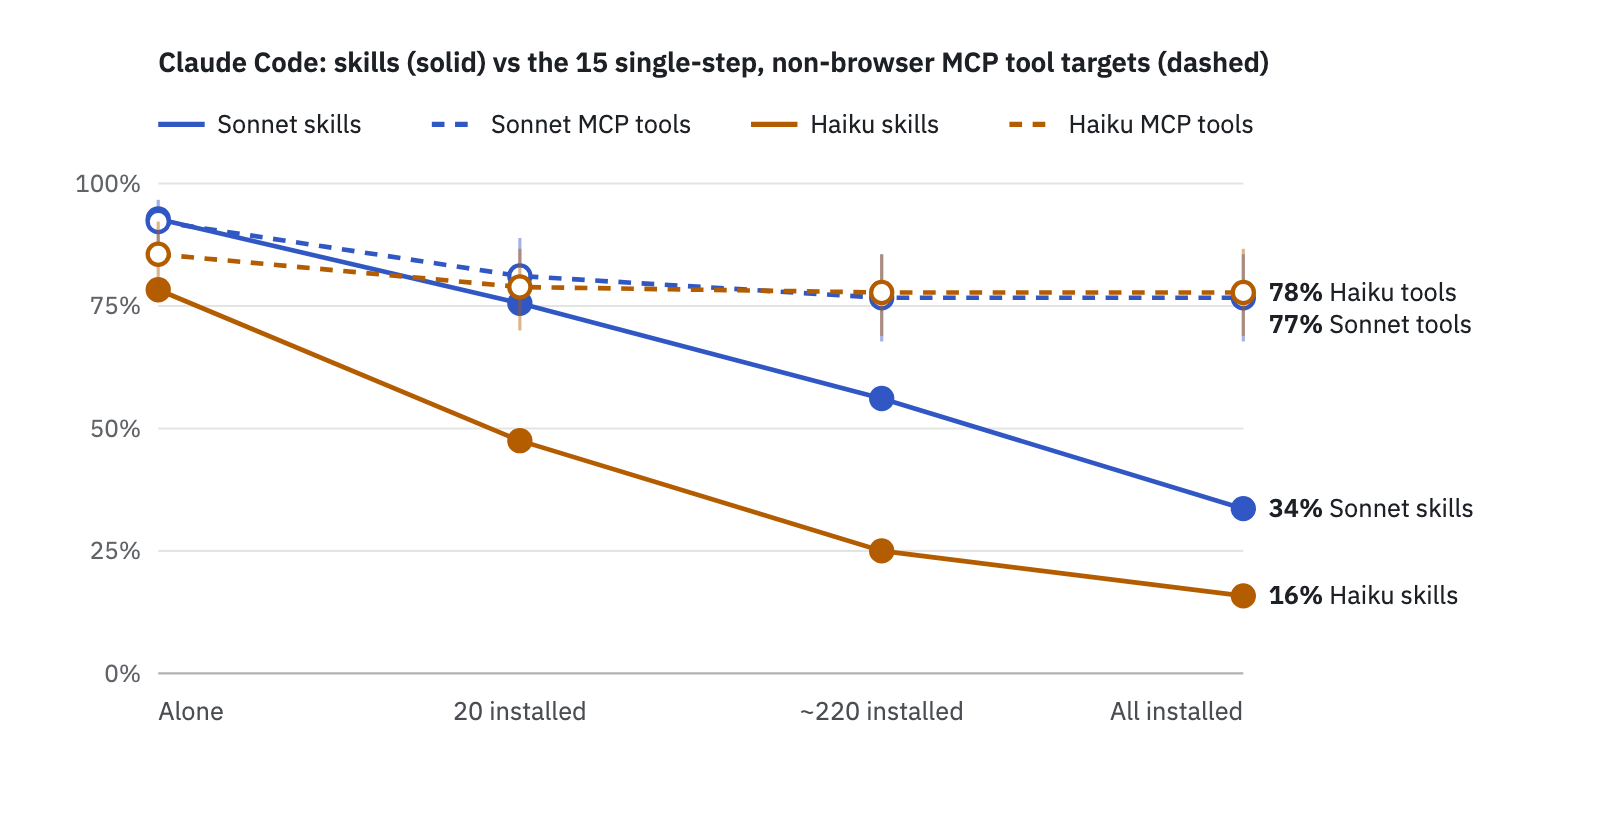 Claude Code: skills (solid) vs the 15 single-step, non-browser MCP tool targets (dashed)
Sonnet skills Sonnet MCP tools Haiku skills Haiku MCP tools
100%
75%
50%
25%
0%
78% Haiku tools
77% Sonnet tools
34% Sonnet skills
16% Haiku skills
Alone 20 installed ~220 installed All installed